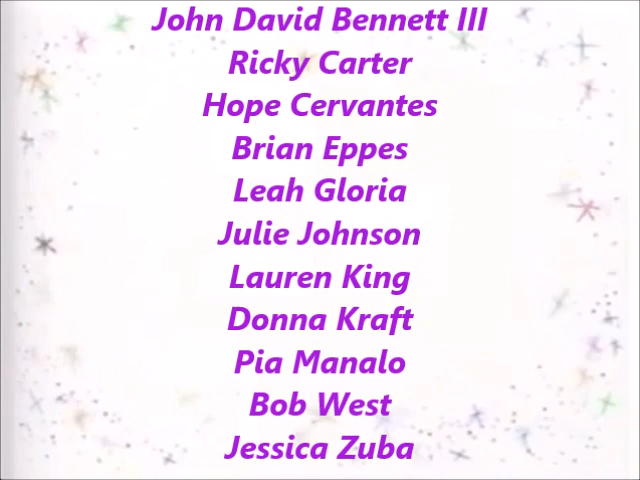 John David Bennett III
Ricky Carter
Hope Cervantes
Brian Eppes
Leah Gloria
Julie Johnson
Lauren King
Donna Kraft
Pia Manalo
Bob West
Jessica Zuba